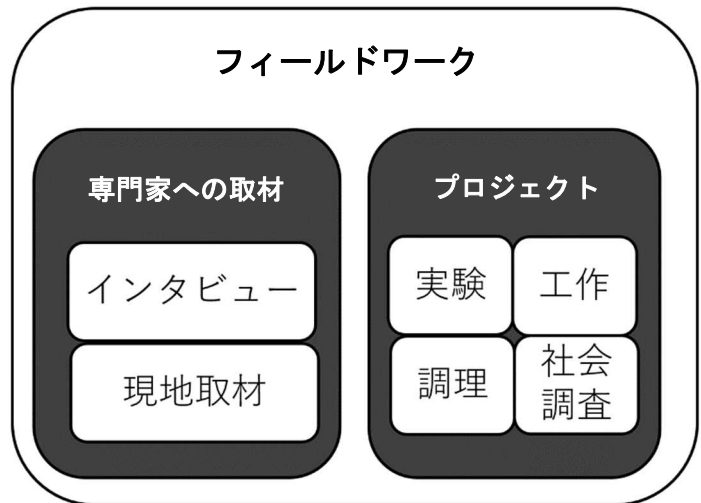 フィールドワーク
専門家への取材
インタビュー
現地取材
プロジェクト
実験
工作
調理
社会
調査